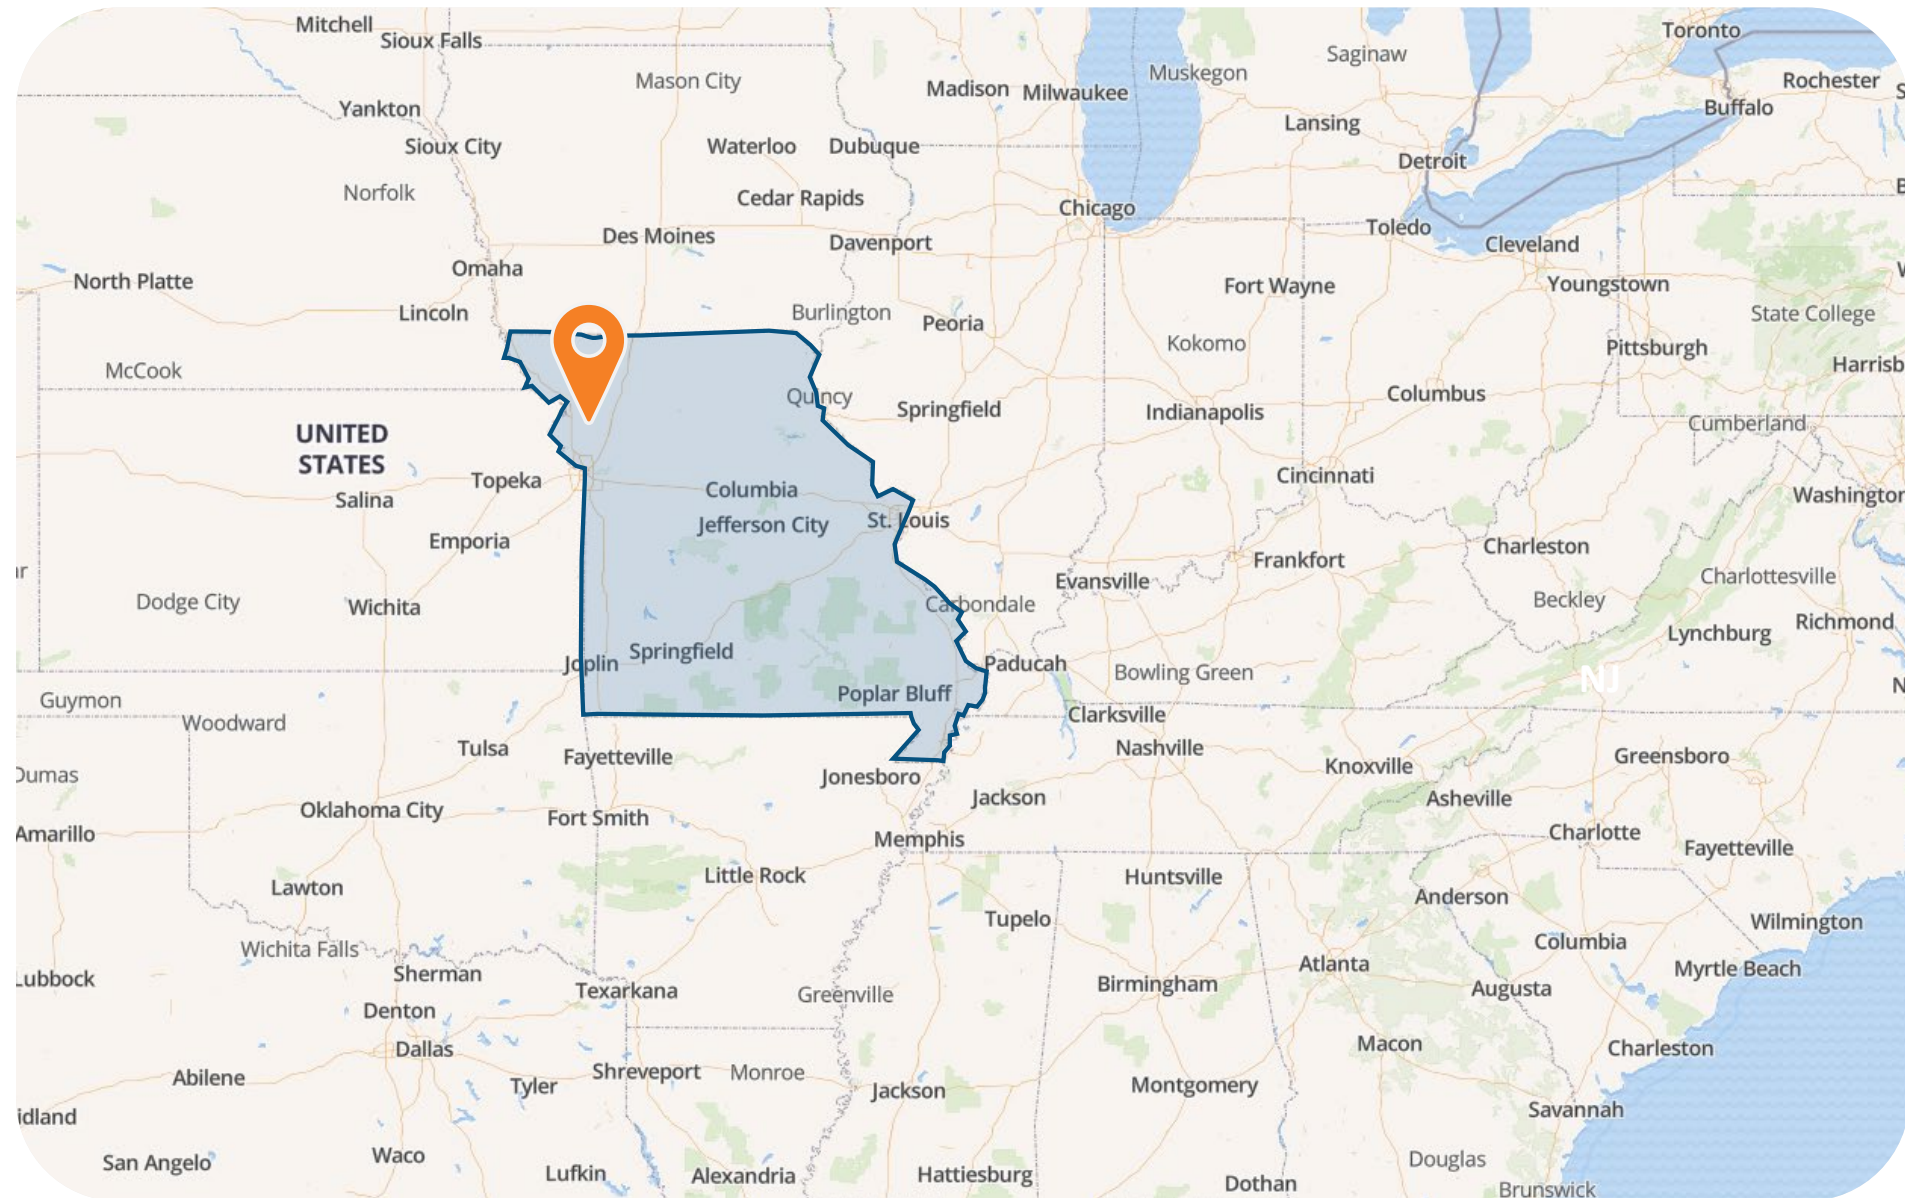 Mitchell
Sioux Falls
Toronto
Saginaw
Muskegon
Mason City
Rochester
Madison
Milwaukee
Yankton
Buffalo
Lansing
Sioux City
Waterloo
Dubuque
Detroit
Norfolk
Cedar Rapids
Chicago
Toledo
Des Moines
Davenport
Cleveland
Omaha
North Platte
Fort Wayne
Youngstown
Lincoln
Burlington
Peoria
State College
Kokomo
Pittsburgh
McCook
Harrisb
Quincy
Columbus
Springfield
Indianapolis
Cumberland
UNITED
STATES
Cincinnati
Topeka
Columbia
Washington
Salina
St. Louis
Jefferson City
Emporia
Charleston
Frankfort
Evansville
Charlottesville
Dodge City
Wichita
Carbondale
Beckley
Richmond
Lynchburg
Springfield
Joplin
Paducah
Bowling Green
NJ
Poplar Bluff
Guymon
Clarksville
Woodward
Tulsa
Fayetteville
Nashville
Greensboro
Knoxville
Dumas
Jonesboro
Jackson
Asheville
Oklahoma City
Fort Smith
Amarillo
Memphis
Charlotte
Fayetteville
Little Rock
Huntsville
Lawton
Anderson
Tupelo
Wilmington
Columbia
Wichita Falls
Atlanta
Myrtle Beach
Sherman
Lubbock
Birmingham
Augusta
Texarkana
Greenville
Denton
Macon
Dallas
Charleston
Shreveport
Monroe
Abilene
Tyler
Montgomery
Jackson
Savannah
idland
Waco
Douglas
San Angelo
Lufkin
Alexandria
Hattiesburg
Dothan
Brunswick